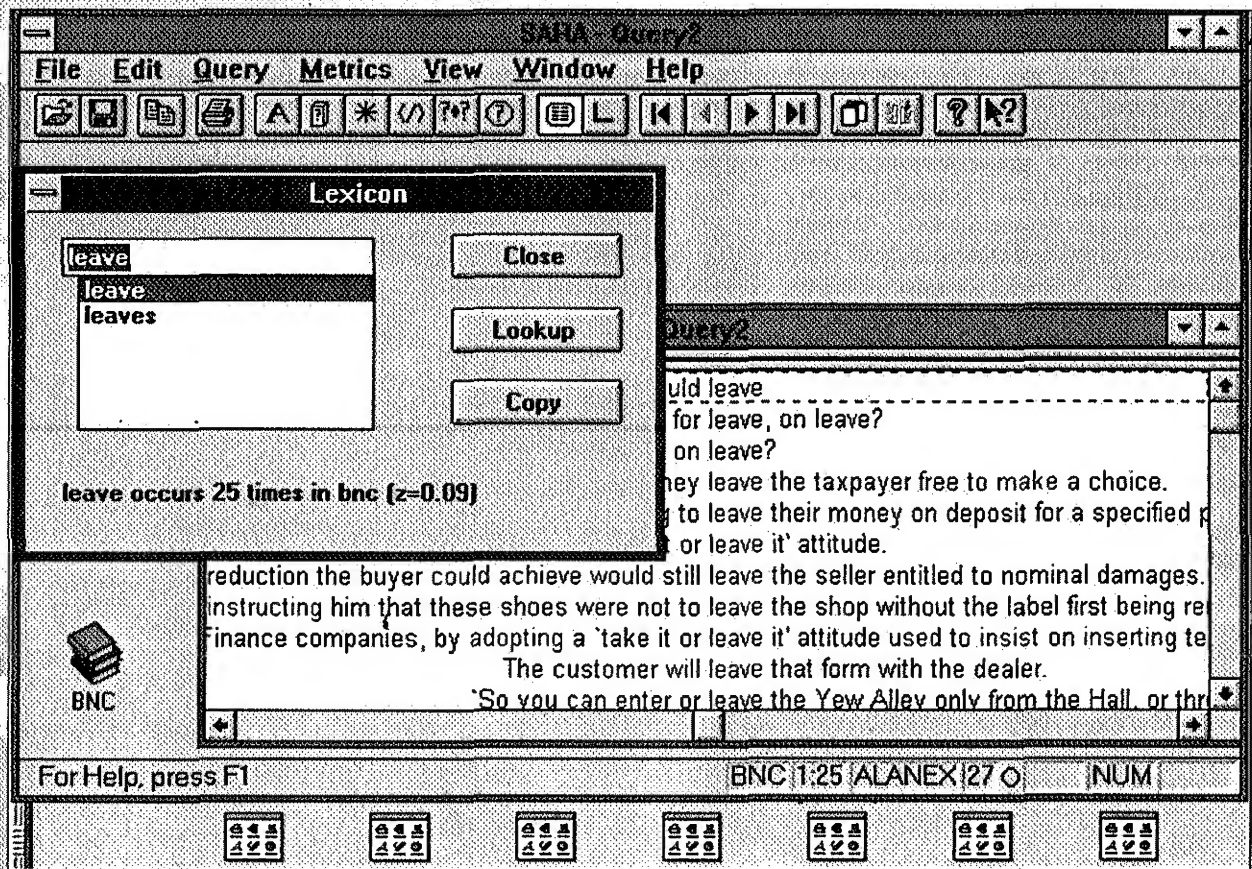 SARA - Query2
File Edit Query Metrics View Window Help
Lexicon
leave
leave
leaves
Close
Lookup
Copy
leave occurs 25 times in bnc (z=0.09)
Query2
uld leave
for leave, on leave?
on leave?
ney leave the taxpayer free to make a choice.
to leave their money on deposit for a specified p
or leave it' attitude.
reduction the buyer could achieve would still leave the seller entitled to nominal damages.
instructing him that these shoes were not to leave the shop without the label first being re
Finance companies, by adopting a `take it or leave it' attitude used to insist on inserting te
The customer will leave that form with the dealer.
`So you can enter or leave the Yew Alley only from the Hall, or thr
BNC
For Help, press F1 BNC 1:25 ALANEX 27 NUM